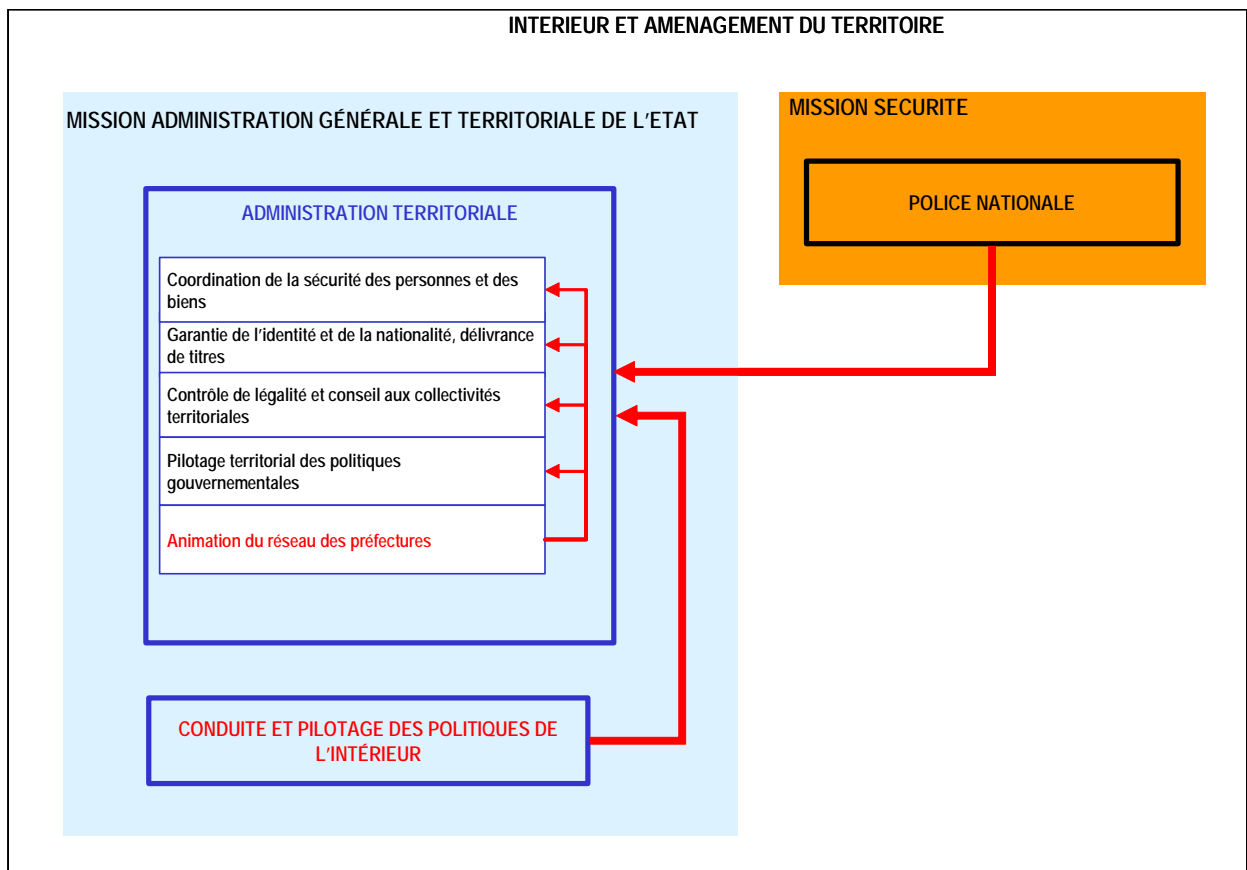 INTERIEUR ET AMENAGEMENT DU TERRITOIRE
MISSION ADMINISTRATION GÉNÉRALE ET TERRITORIALE DE L'ETAT
ADMINISTRATION TERRITORIALE
Coordination de la sécurité des personnes et des
biens
Garantie de l'identité et de la nationalité, délivrance
de titres
Contrôle de légalité et conseil aux collectivités
territoriales
Pilotage territorial des politiques
gouvernementales
Animation du réseau des préfectures
CONDUITE ET PILOTAGE DES POLITIQUES DE
L'INTÉRIEUR
MISSION SECURITE
POLICE NATIONALE